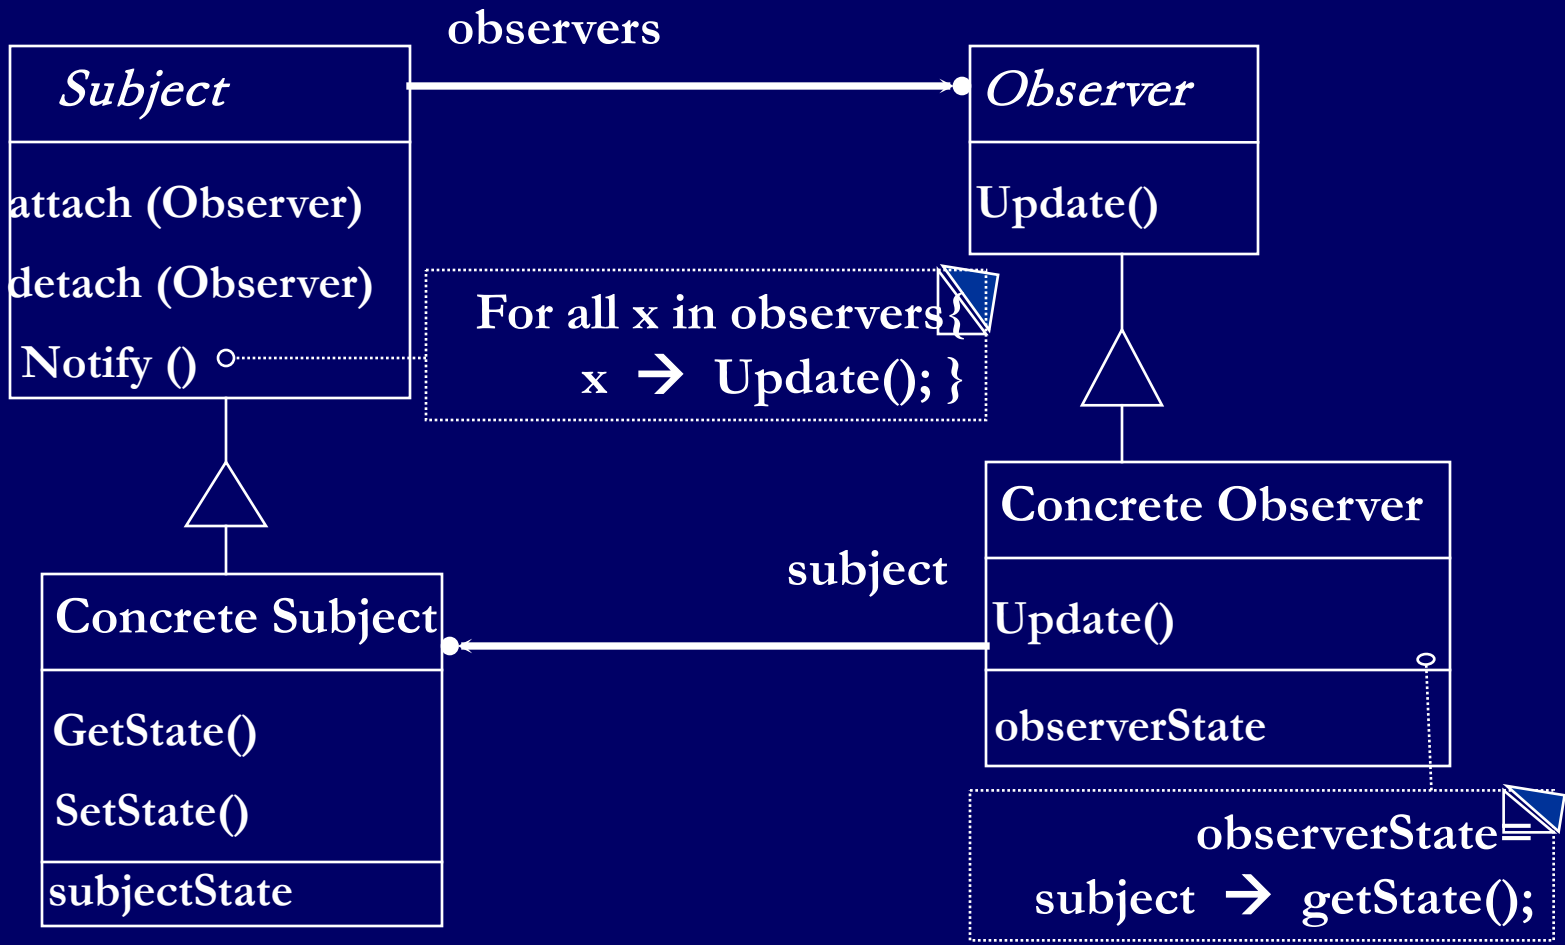 observers
Subject
attach (Observer)
detach (Observer)
Notify ()
Observer
Update()
For all x in observers{
x → Update(); }
Concrete Subject
GetState()
SetState()
subjectState
subject
Concrete Observer
Update()
observerState
observerState=
subject → getState();